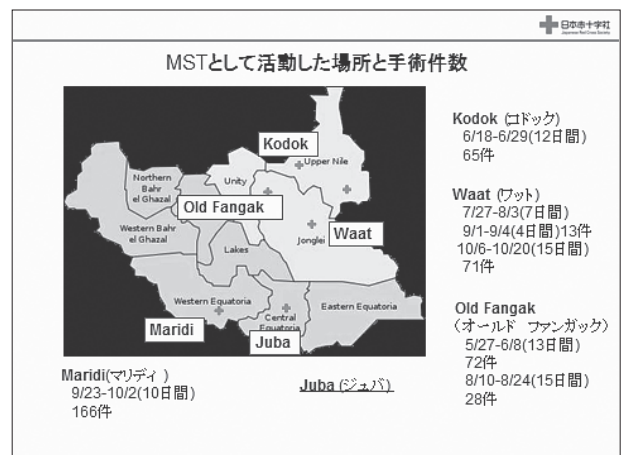 日本赤十字社
Japanese Red Cross Society
MSTとして活動した場所と手術件数
Kodok
Upper Nile
Northern
Bahr
el Ghazal
Unity
Old Fangak
Western Bahr
el Ghazal
Jonglei
Waat
Lakes
Western Equatoria
Central
Equatoria
Eastern Equatoria
Maridi
Juba
Kodok (コドック)
6/18-6/29(12日間)
65件
Waat (ワット)
7/27-8/3(7日間)
9/1-9/4(4日間)13件
10/6-10/20(15日間)
71件
Old Fangak
(オールド ファンガック)
5/27-6/8(13日間)
72件
8/10-8/24(15日間)
28件
Maridi(マリディ )
9/23-10/2(10日間)
166件
Juba (ジュバ)